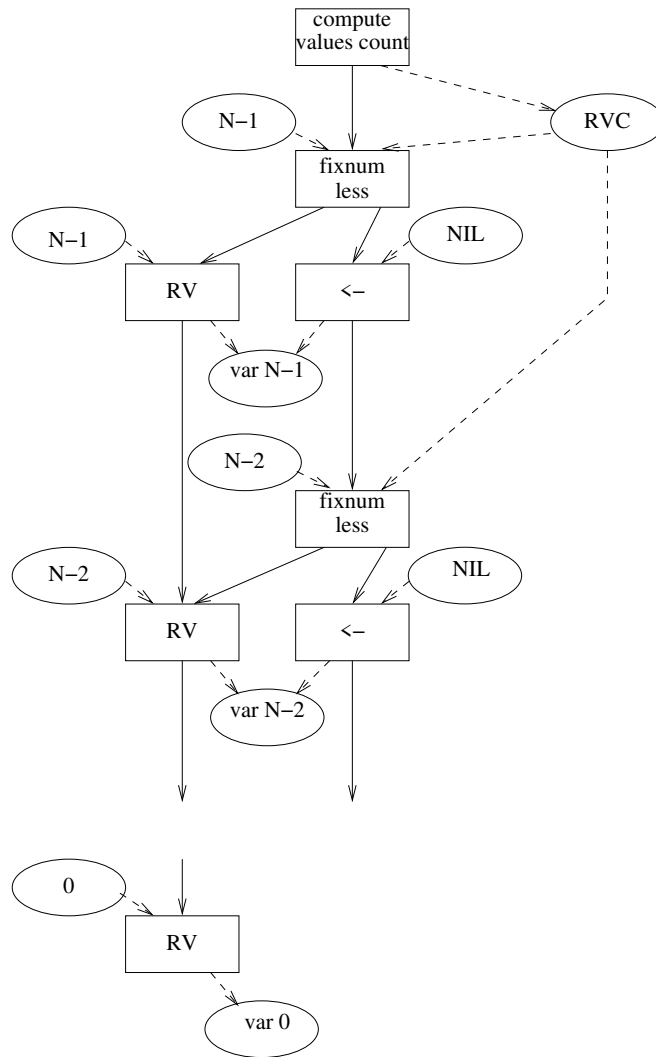 compute
values count
N−1
RVC
fixnum
less
N−1
NIL
RV
<−
var N−1
N−2
fixnum
less
N−2
NIL
RV
<−
var N−2
0
RV
var 0